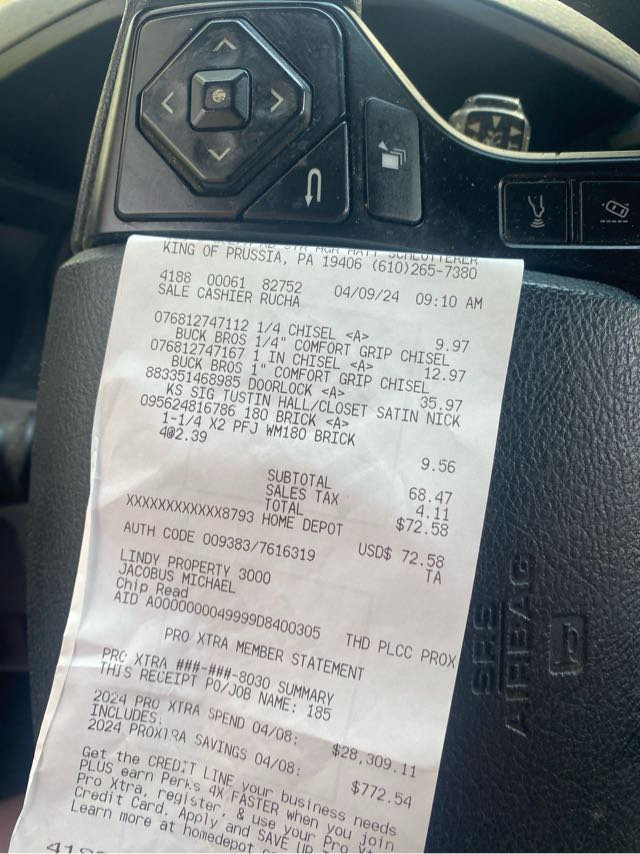 STR MGR MATT SCHLOTTERER
KING OF PRUSSIA, PA 19406 (610)265-7380
4188 00061 82752 04/09/24 09:10 AM
SALE CASHIER RUCHA
076812747112 1/4 CHISEL <A> 9.97
BUCK BROS 1/4" COMFORT GRIP CHISEL
076812747167 1 IN CHISEL <A> 12.97
BUCK BROS 1" COMFORT GRIP CHISEL
883351468985 DOORLOCK <A> 35.97
KS SIG TUSTIN HALL/CLOSET SATIN NICK
095624816786 180 BRICK <A>
1-1/4 X2 PFJ WM180 BRICK
4@2.39 9.56
SUBTOTAL 68.47
SALES TAX 4.11
TOTAL $72.58
XXXXXXXXXXXX8793 HOME DEPOT
USD$ 72.58
AUTH CODE 009383/7616319 TA
LINDY PROPERTY 3000
JACOBUS MICHAEL
Chip Read
AID A0000000049999D8400305 THD PLCC PROX
PRO XTRA MEMBER STATEMENT
PRO XTRA ###-###-8030 SUMMARY
THIS RECEIPT PO/JOB NAME: 185
2024 PRO XTRA SPEND 04/08: $28,309.11
INCLUDES:
2024 PROXTRA SAVINGS 04/08: $772.54
Get the CREDIT LINE your business needs
PLUS earn Perks 4X FASTER when you join
Pro Xtra, register, & use your Pro
Credit Card. Apply and SAVE UP
Learn more at homedepot
SRS
AIRBAG